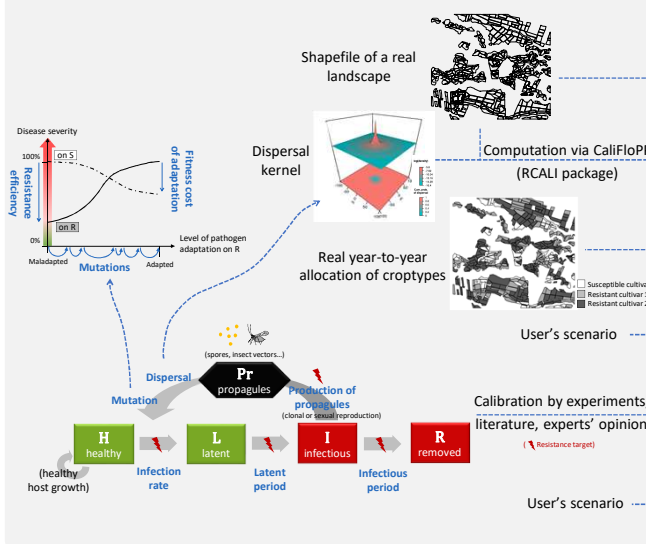 Shapefile of a real
landscape
Disease severity
100%
on S
Resistance
efficiency
Fitness cost
of adaptation
on R
0%
Level of pathogen
adaptation on R
Maladapted
Adapted
Mutations
Dispersal
kernel
Computation via CaliFloPP
(RCALI package)
Real year-to-year
allocation of croptypes
Susceptible cultivar
Resistant cultivar
Resistant cultivar 2
User's scenario
(spores, insect vectors...)
Pr
propagules
Dispersal
Mutation
Production of
propagules
(clonal or sexual reproduction)
Calibration by experiments,
literature, experts' opinion
( Resistance target)
H
healthy
L
latent
I
infectious
R
removed
(healthy
host growth)
Infection
rate
Latent
period
Infectious
period
User's scenario